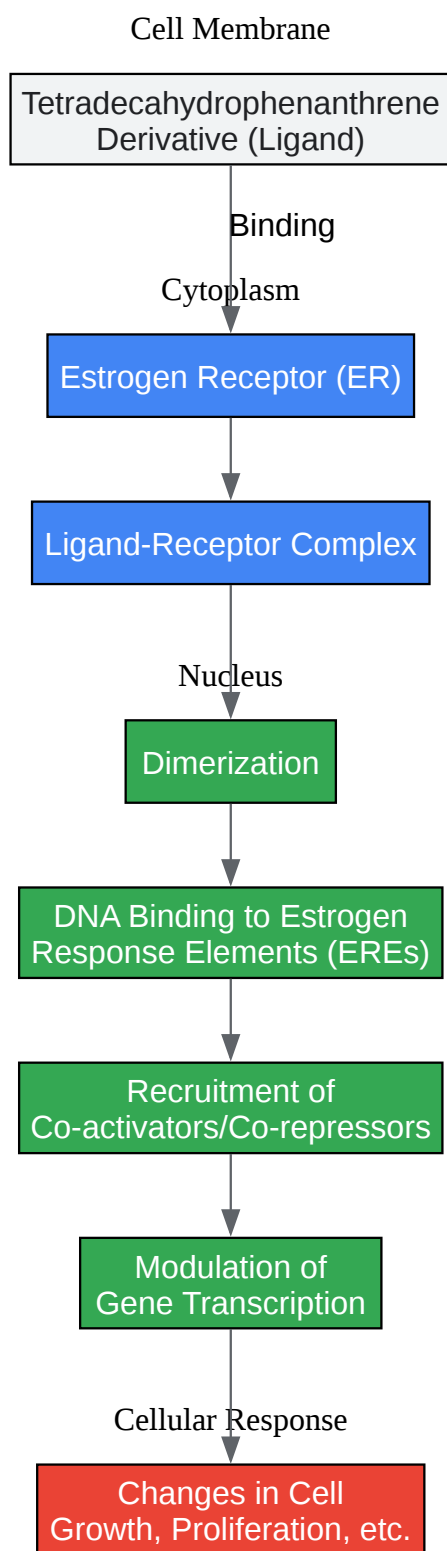 Cell Membrane
Tetradecahydrophenanthrene
Derivative (Ligand)
Binding
Cytoplasm
Estrogen Receptor (ER)
Ligand-Receptor Complex
Nucleus
Dimerization
DNA Binding to Estrogen
Response Elements (EREs)
Recruitment of
Co-activators/Co-repressors
Modulation of
Gene Transcription
Cellular Response
Changes in Cell
Growth, Proliferation, etc.